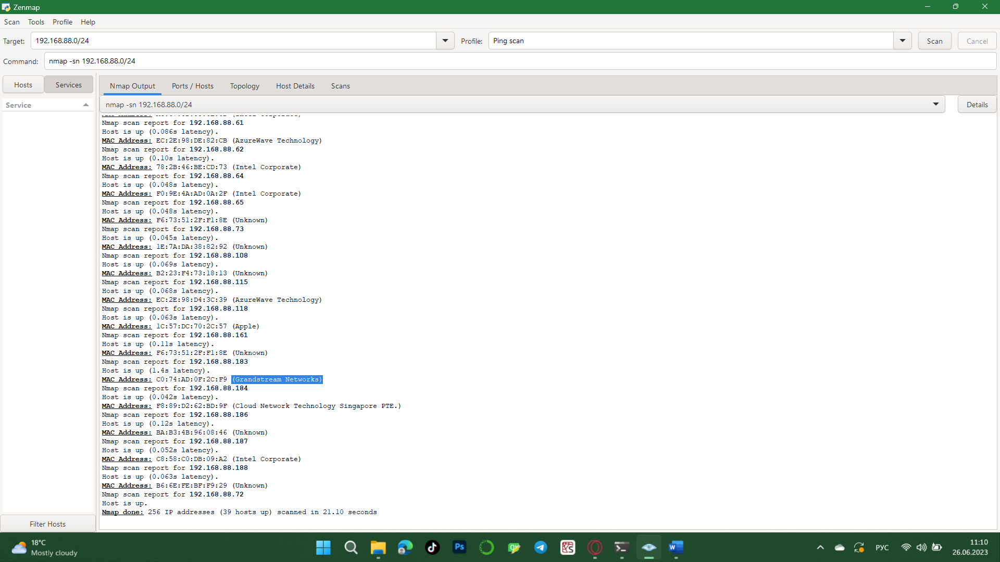 Zenmap
Scan Tools Profile Help
Target: 192.168.88.0/24 Profile: Ping scan Scan Cancel
Command: nmap -sn 192.168.88.0/24
Hosts Services
Nmap Output Ports / Hosts Topology Host Details Scans
Service
nmap -sn 192.168.88.0/24 Details
Nmap scan report for 192.168.88.61
Host is up (0.086s latency).
MAC Address: EC:2E:98:DE:82:CB (AzureWave Technology)
Nmap scan report for 192.168.88.62
Host is up (0.10s latency).
MAC Address: 78:2B:46:BE:CD:73 (Intel Corporate)
Nmap scan report for 192.168.88.64
Host is up (0.048s latency).
MAC Address: F0:9E:4A:AD:0A:2F (Intel Corporate)
Nmap scan report for 192.168.88.65
Host is up (0.048s latency).
MAC Address: F6:73:51:2F:F1:8E (Unknown)
Nmap scan report for 192.168.88.73
Host is up (0.045s latency).
MAC Address: 1E:7A:DA:38:82:92 (Unknown)
Nmap scan report for 192.168.88.108
Host is up (0.069s latency).
MAC Address: B2:23:F4:73:18:13 (Unknown)
Nmap scan report for 192.168.88.115
Host is up (0.068s latency).
MAC Address: EC:2E:98:D4:3C:39 (AzureWave Technology)
Nmap scan report for 192.168.88.118
Host is up (0.063s latency).
MAC Address: 1C:57:DC:70:2C:57 (Apple)
Nmap scan report for 192.168.88.161
Host is up (0.11s latency).
MAC Address: F6:73:51:2F:F1:8E (Unknown)
Nmap scan report for 192.168.88.183
Host is up (1.4s latency).
MAC Address: C0:74:AD:0F:2C:F9 (Grandstream Networks)
Nmap scan report for 192.168.88.184
Host is up (0.042s latency).
MAC Address: F8:89:D2:62:BD:9F (Cloud Network Technology Singapore PTE.)
Nmap scan report for 192.168.88.186
Host is up (0.12s latency).
MAC Address: BA:B3:4B:96:08:46 (Unknown)
Nmap scan report for 192.168.88.187
Host is up (0.052s latency).
MAC Address: C8:58:C0:DB:09:A2 (Intel Corporate)
Nmap scan report for 192.168.88.188
Host is up (0.063s latency).
MAC Address: B6:6E:FE:BF:F9:29 (Unknown)
Nmap scan report for 192.168.88.72
Host is up.
Nmap done: 256 IP addresses (39 hosts up) scanned in 21.10 seconds
Filter Hosts
18°C
Mostly cloudy
Ps
РУС
11:10
26.06.2023